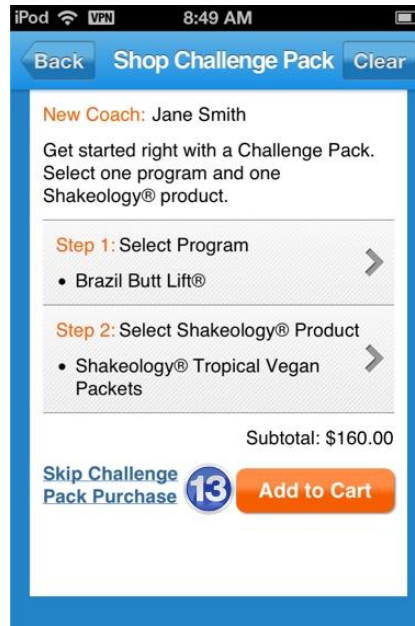 iPod VPN 8:49 AM
Back Shop Challenge Pack Clear
New Coach: Jane Smith
Get started right with a Challenge Pack.
Select one program and one
Shakeology® product.
Step 1: Select Program
• Brazil Butt Lift®
Step 2: Select Shakeology® Product
• Shakeology® Tropical Vegan
Packets
Subtotal: $160.00
Skip Challenge
Pack Purchase
13
Add to Cart